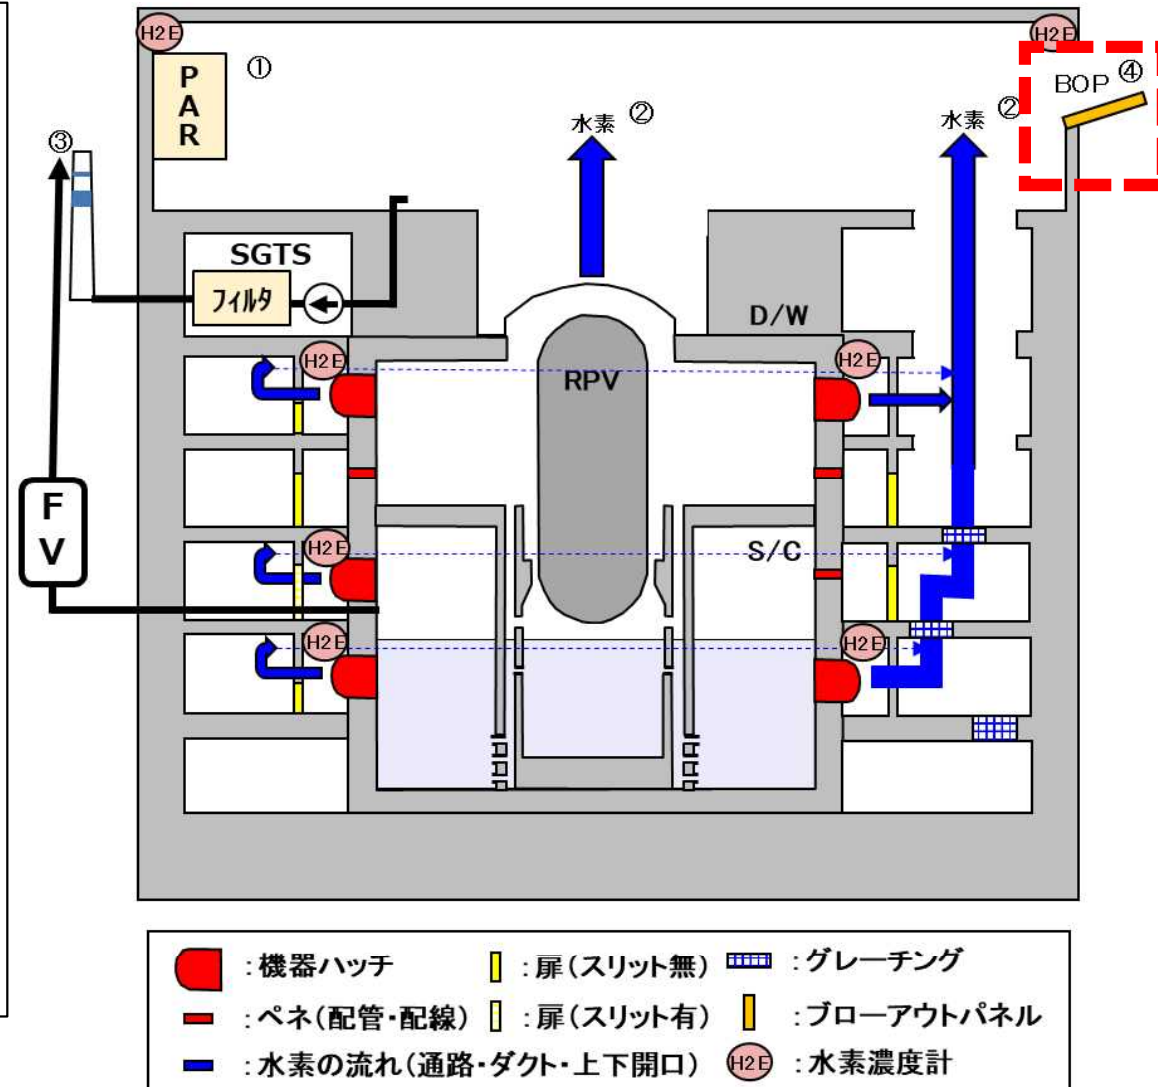 H2E
H2E
PAR
①
BOP ④
水素 ②
水素 ②
③
SGTS
フィルタ
D/W
H2E
H2E
RPV
FV
H2E
S/C
H2E
H2E
:機器ハッチ
:扉(スリット無)
:グレーチング
:ペネ(配管・配線)
:扉(スリット有)
:ブローアウトパネル
:水素の流れ(通路・ダクト・上下開口)
H2E :水素濃度計